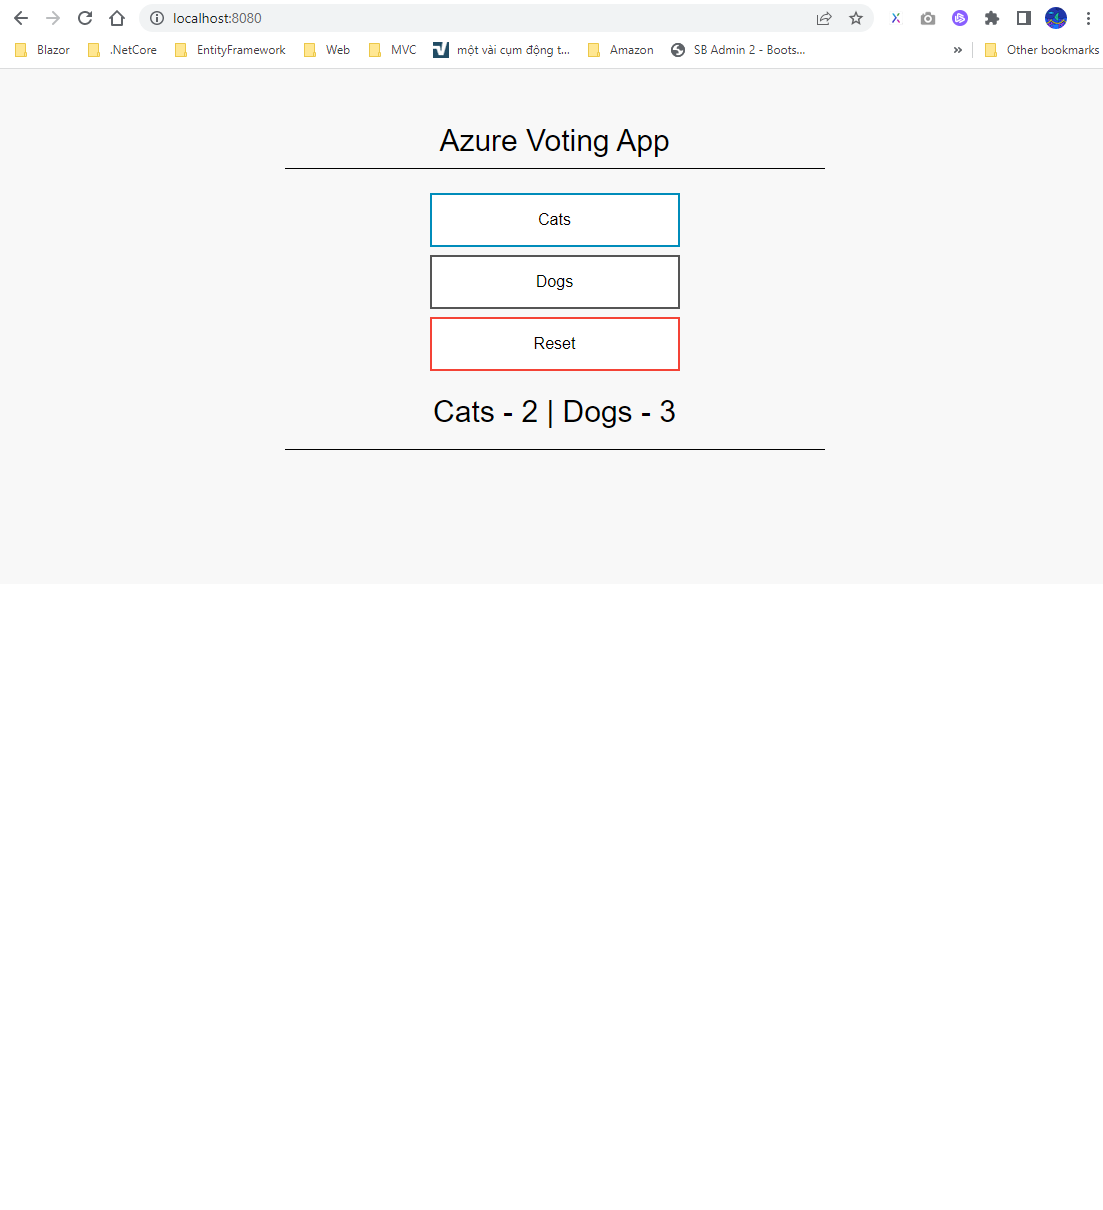 localhost:8080
Blazor .NetCore EntityFramework Web MVC một vài cụm động t... Amazon SB Admin 2 - Boots... » Other bookmarks
Azure Voting App
Cats
Dogs
Reset
Cats - 2 | Dogs - 3